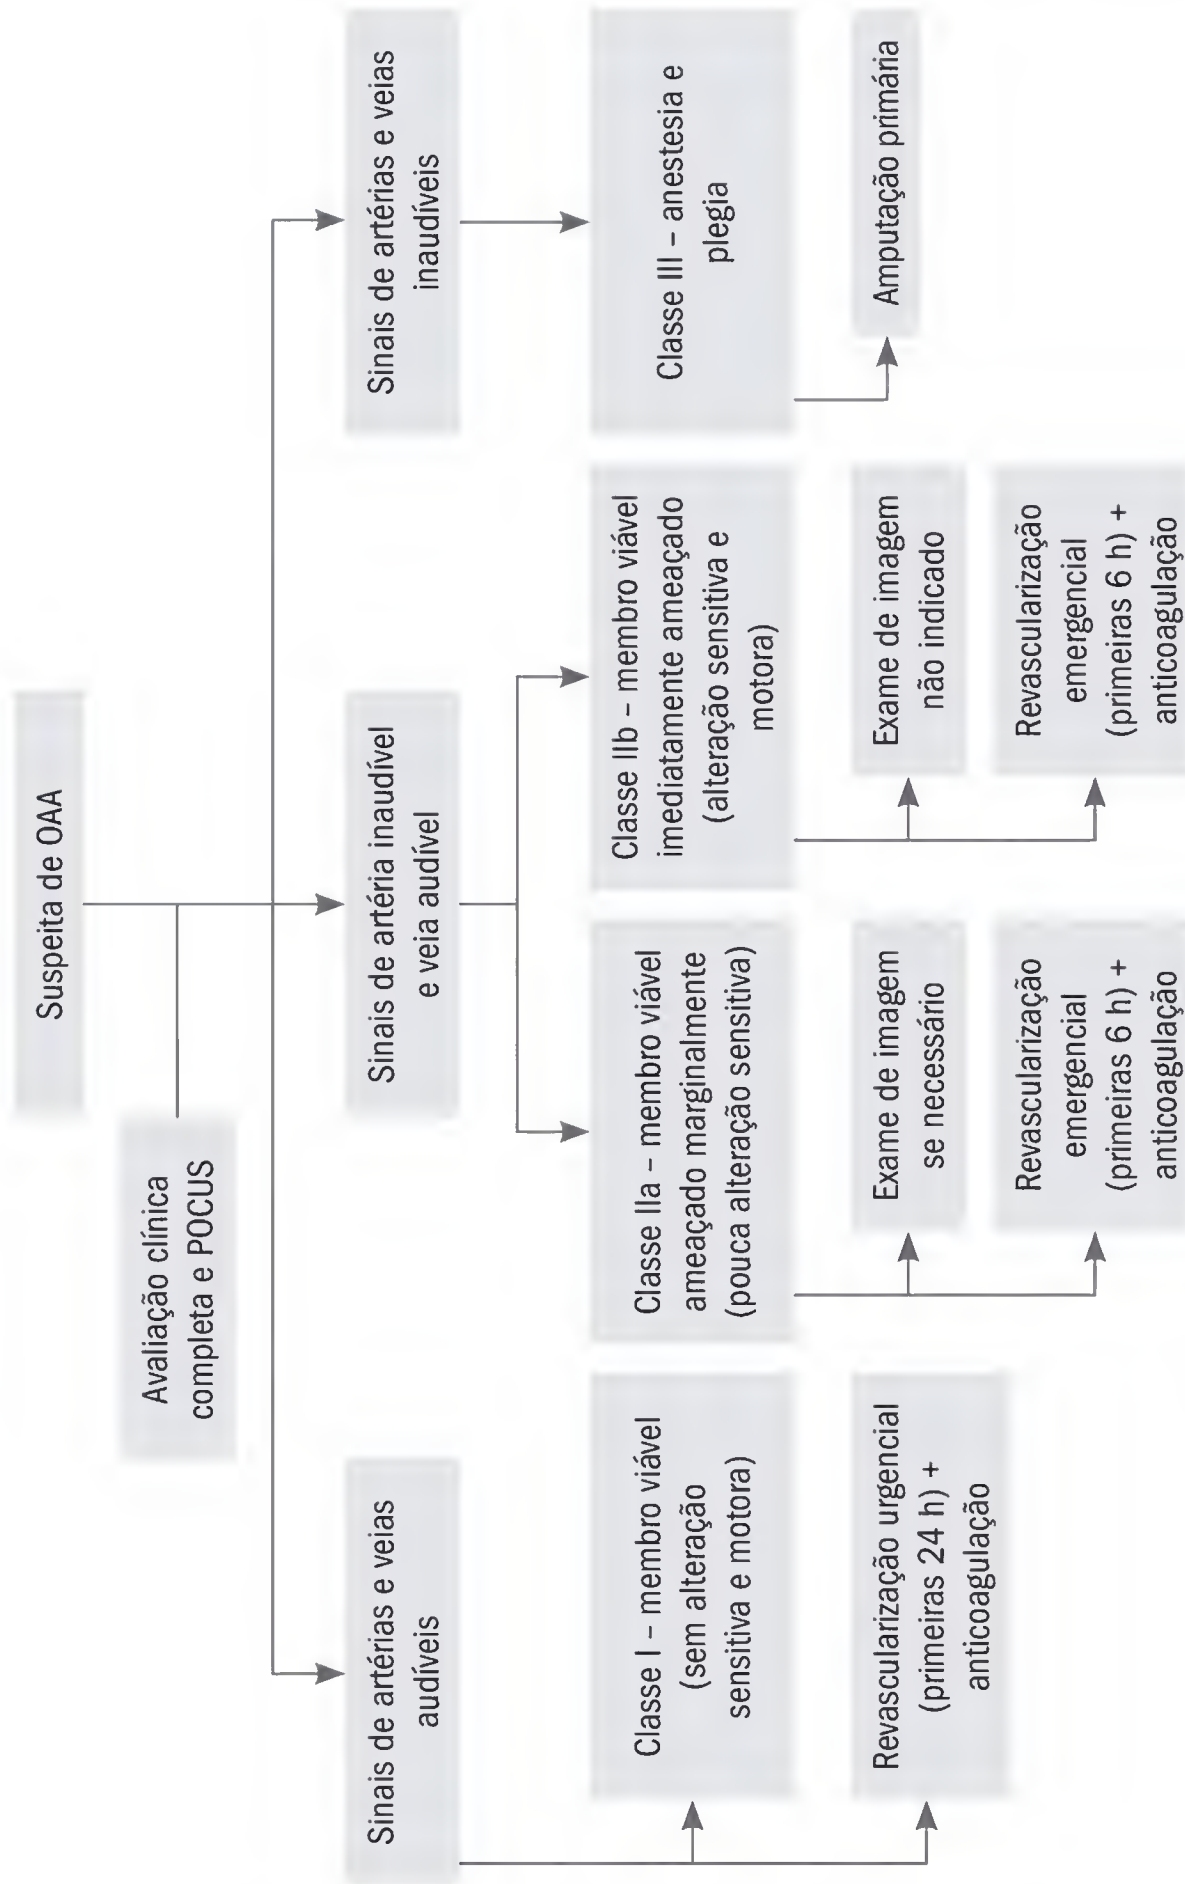 Suspeita de OAA
Avaliação clínica
completa e POCUS
Sinais de artérias e veias
audíveis
Sinais de artéria inaudível
e veia audível
Sinais de artérias e veias
inaudíveis
Classe I – membro viável
(sem alteração
sensitiva e motora)
Classe IIa – membro viável
ameaçado marginalmente
(pouca alteração sensitiva)
Classe IIb – membro viável
imediatamente ameaçado
(alteração sensitiva e
motora)
Classe III – anestesia e
plegia
Revascularização urgencial
(primeiras 24 h) +
anticoagulação
Exame de imagem
se necessário
Exame de imagem
não indicado
Amputação primária
Revascularização
emergencial
(primeiras 6 h) +
anticoagulação
Revascularização
emergencial
(primeiras 6 h) +
anticoagulação